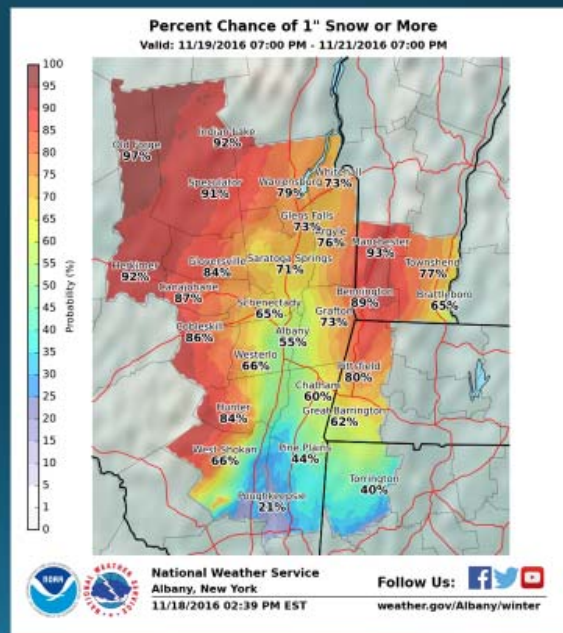 Percent Chance of 1" Snow or More
Valid: 11/19/2016 07:00 PM - 11/21/2016 07:00 PM
100
95
90
85
80
75
70
65
60
55
50
45
40
35
30
25
20
15
10
5
1
0
Probability (%)
Old Forge
97%
Indian Lake
92%
Speculator
91%
Warrensburg
79%
Whitehall
73%
Glens Falls
73%
Argyle
76%
Manchester
93%
Townshend
77%
Herkimer
92%
Gloversville
84%
Saratoga Springs
71%
Canajoharie
87%
Bennington
89%
Brattleboro
65%
Schenectady
65%
Grafton
73%
Cobleskill
86%
Albany
55%
Westerlo
66%
Pittsfield
80%
Chatham
60%
Hunter
84%
Great Barrington
62%
West Shokan
66%
Pine Plains
44%
Torrington
40%
Poughkeepsie
21%
NOAA
NATIONAL WEATHER SERVICE
National Weather Service
Albany, New York
11/18/2016 02:39 PM EST
Follow Us:
weather.gov/Albany/winter